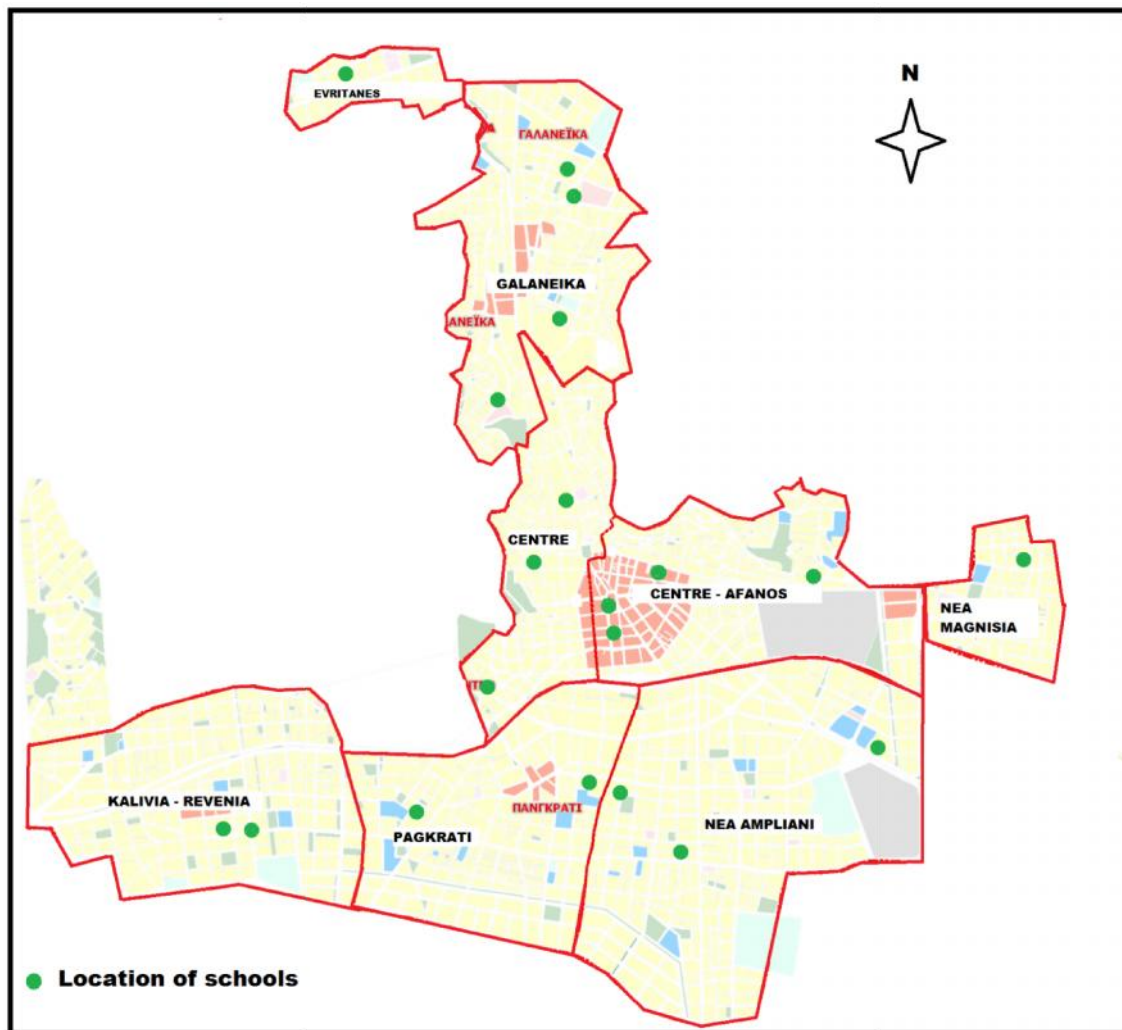 N
EVRITANES
ΓΑΛΑΝΕΪΚΑ
GALANEIKA
ΑΝΕΪΚΑ
CENTRE
CENTRE - AFANOS
NEA
MAGNISIA
KALIVIA - REVENIA
ΠΑΝΓΚΡΑΤΙ
PAGKRATI
NEA AMPLIANI
Location of schools